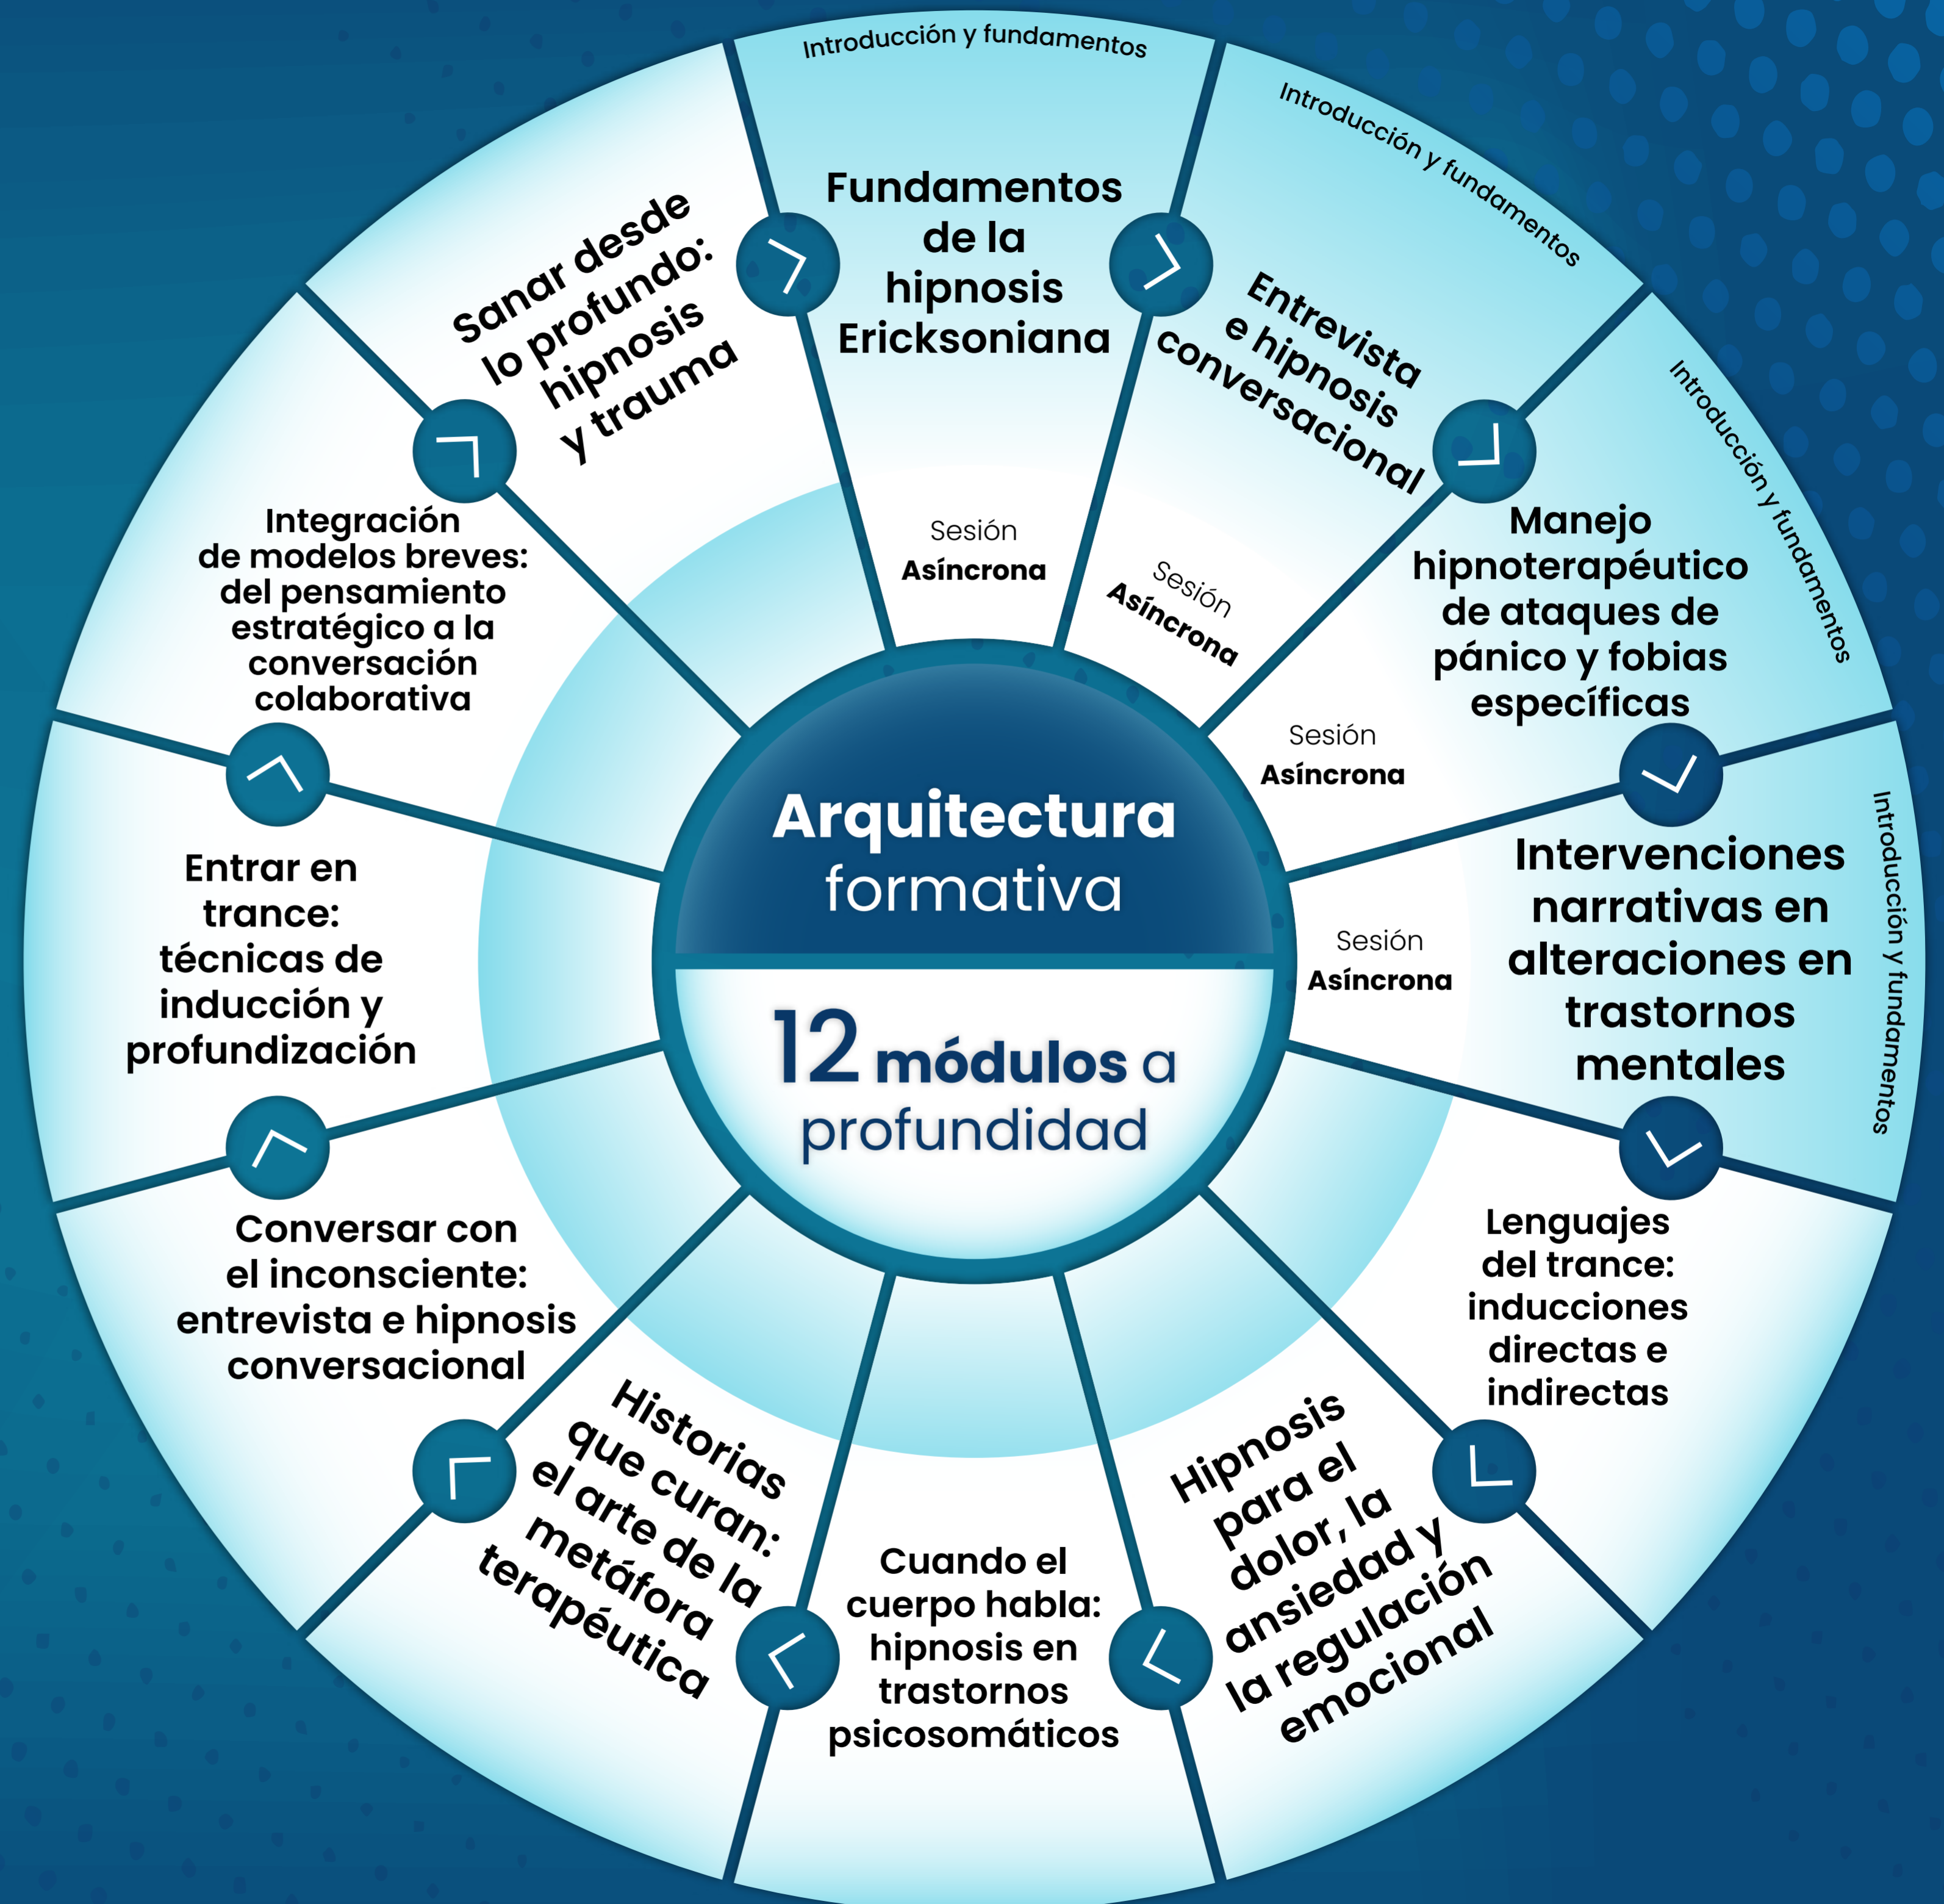 Introducción y fundamentos
Fundamentos
de la
hipnosis
Ericksoniana
Sesión
Asíncrona
Introducción y fundamentos
Entrevista
e hipnosis
conversacional
Sesión
Asíncrona
Introducción y fundamentos
Manejo
hipnoterapéutico
de ataques de
pánico y fobias
específicas
Sesión
Asíncrona
Introducción y fundamentos
Intervenciones
narrativas en
alteraciones en
trastornos
mentales
Sesión
Asíncrona
Lenguajes
del trance:
inducciones
directas e
indirectas
Hipnosis
para el
dolor, la
ansiedad y
la regulación
emocional
Cuando el
cuerpo habla:
hipnosis en
trastornos
psicosomáticos
Historias
que curan:
el arte de la
metáfora
terapéutica
Conversar con
el inconsciente:
entrevista e hipnosis
conversacional
Entrar en
trance:
técnicas de
inducción y
profundización
Integración
de modelos breves:
del pensamiento
estratégico a la
conversación
colaborativa
Sanar desde
lo profundo:
hipnosis
y trauma
Arquitectura
formativa
12 módulos a
profundidad